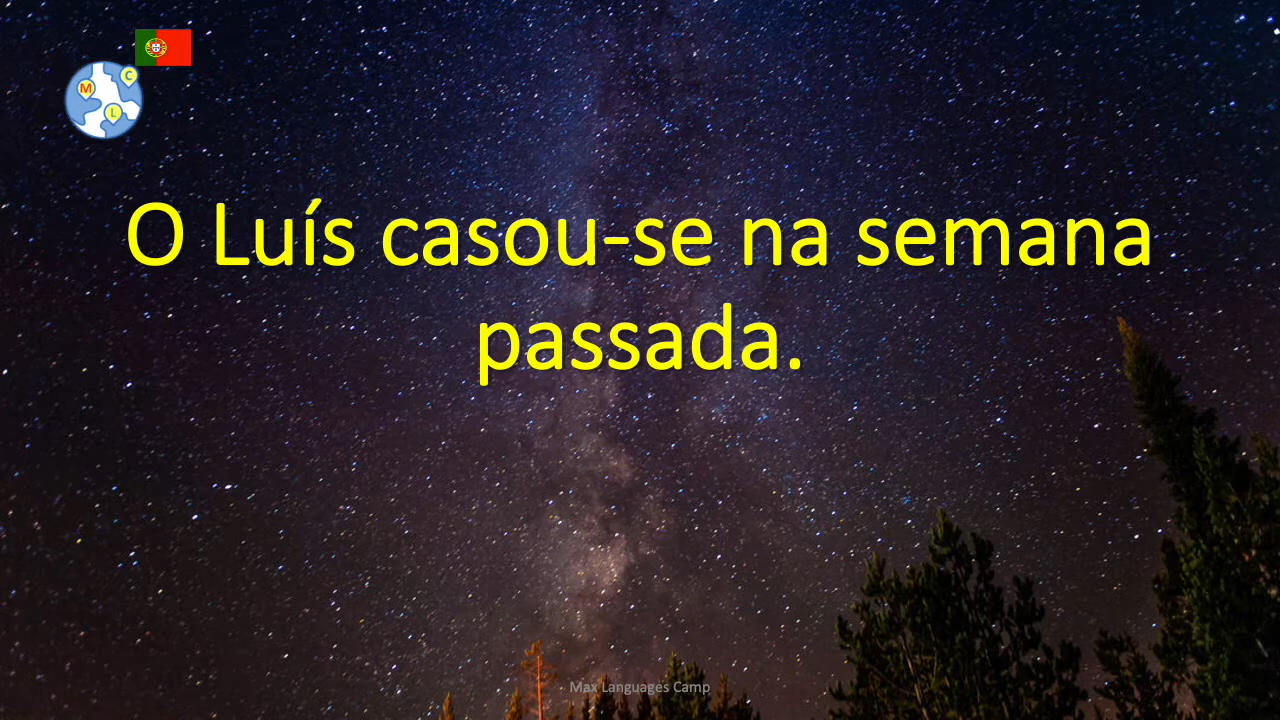 M
C
L
O Luís casou-se na semana
passada.
Max Languages Camp